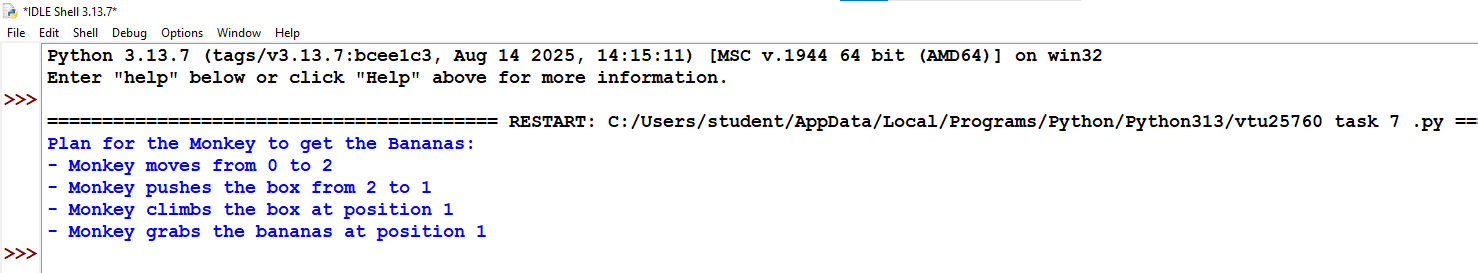 *IDLE Shell 3.13.7*
File Edit Shell Debug Options Window Help
Python 3.13.7 (tags/v3.13.7:bcee1c3, Aug 14 2025, 14:15:11) [MSC v.1944 64 bit (AMD64)] on win32
Enter "help" below or click "Help" above for more information.
>>>
========================================= RESTART: C:/Users/student/AppData/Local/Programs/Python/Python313/vtu25760 task 7 .py ==
Plan for the Monkey to get the Bananas:
- Monkey moves from 0 to 2
- Monkey pushes the box from 2 to 1
- Monkey climbs the box at position 1
- Monkey grabs the bananas at position 1
>>>